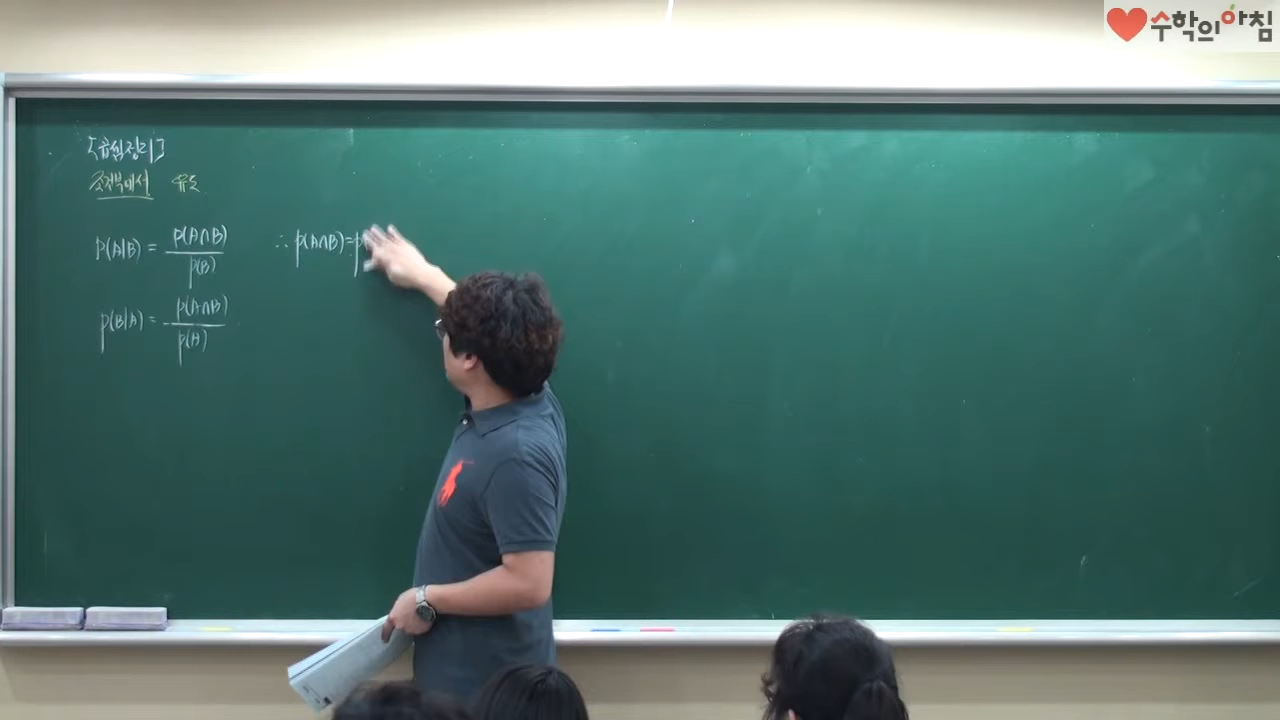 수학의아침
[곱셈정리]
조건부에서 유도
P(A|B) = P(A∩B) / P(B)
∴ P(A∩B)=P
P(B|A) = P(A∩B) / P(A)